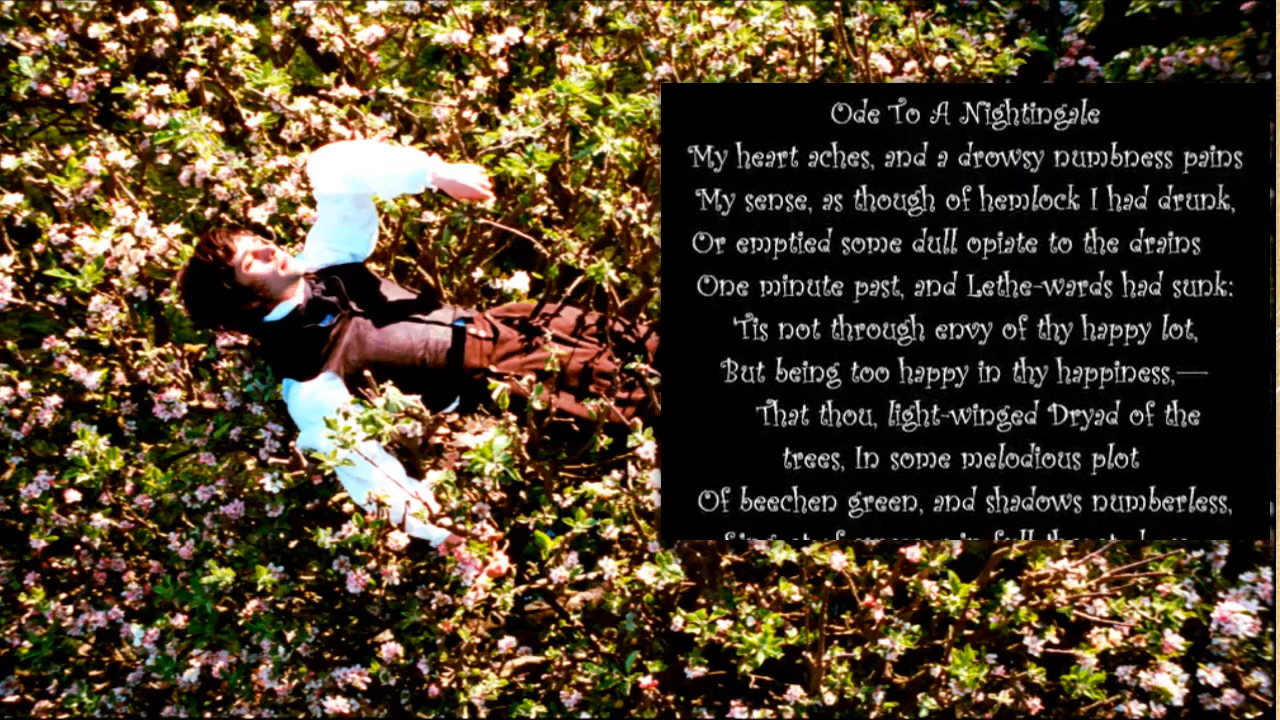 Ode To A Nightingale
My heart aches, and a drowsy numbness pains
My sense, as though of hemlock I had drunk,
Or emptied some dull opiate to the drains
One minute past, and Lethe-wards had sunk:
'Tis not through envy of thy happy lot,
But being too happy in thy happiness,—
That thou, light-winged Dryad of the
trees, In some melodious plot
Of beechen green, and shadows numberless,